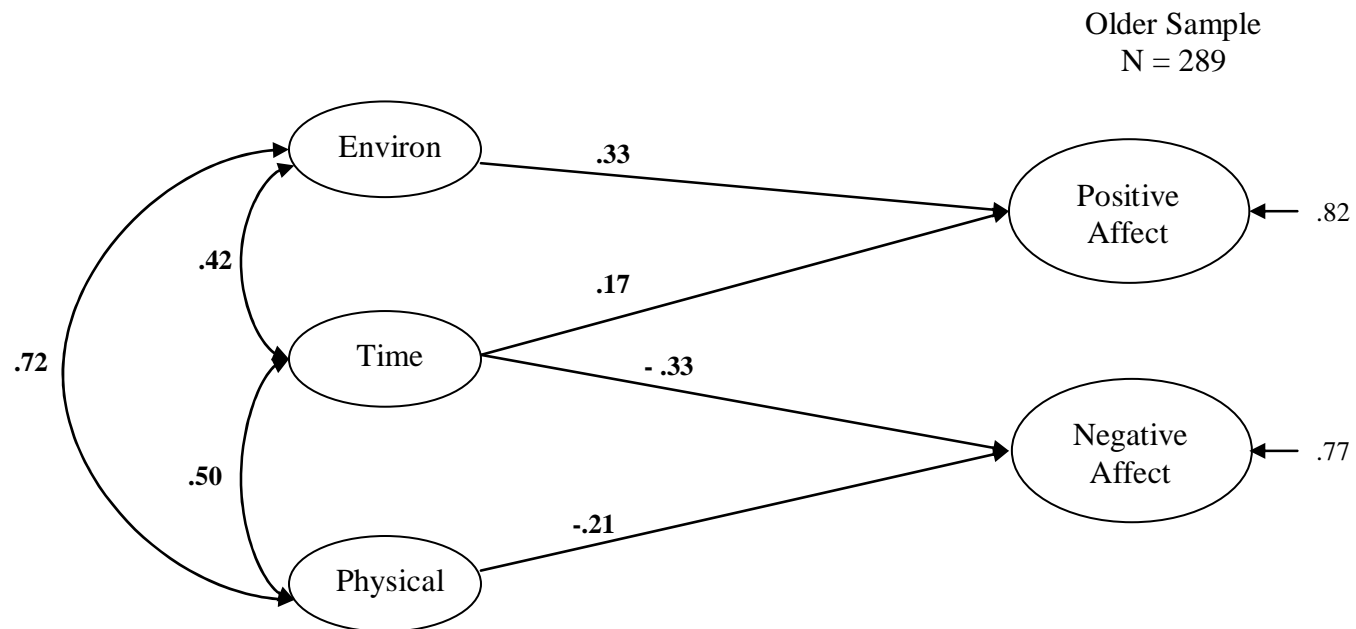 Older Sample
N = 289
Environ
.33
Positive
Affect
.82
.42
.17
Time
.72
- .33
Negative
Affect
.77
.50
-.21
Physical